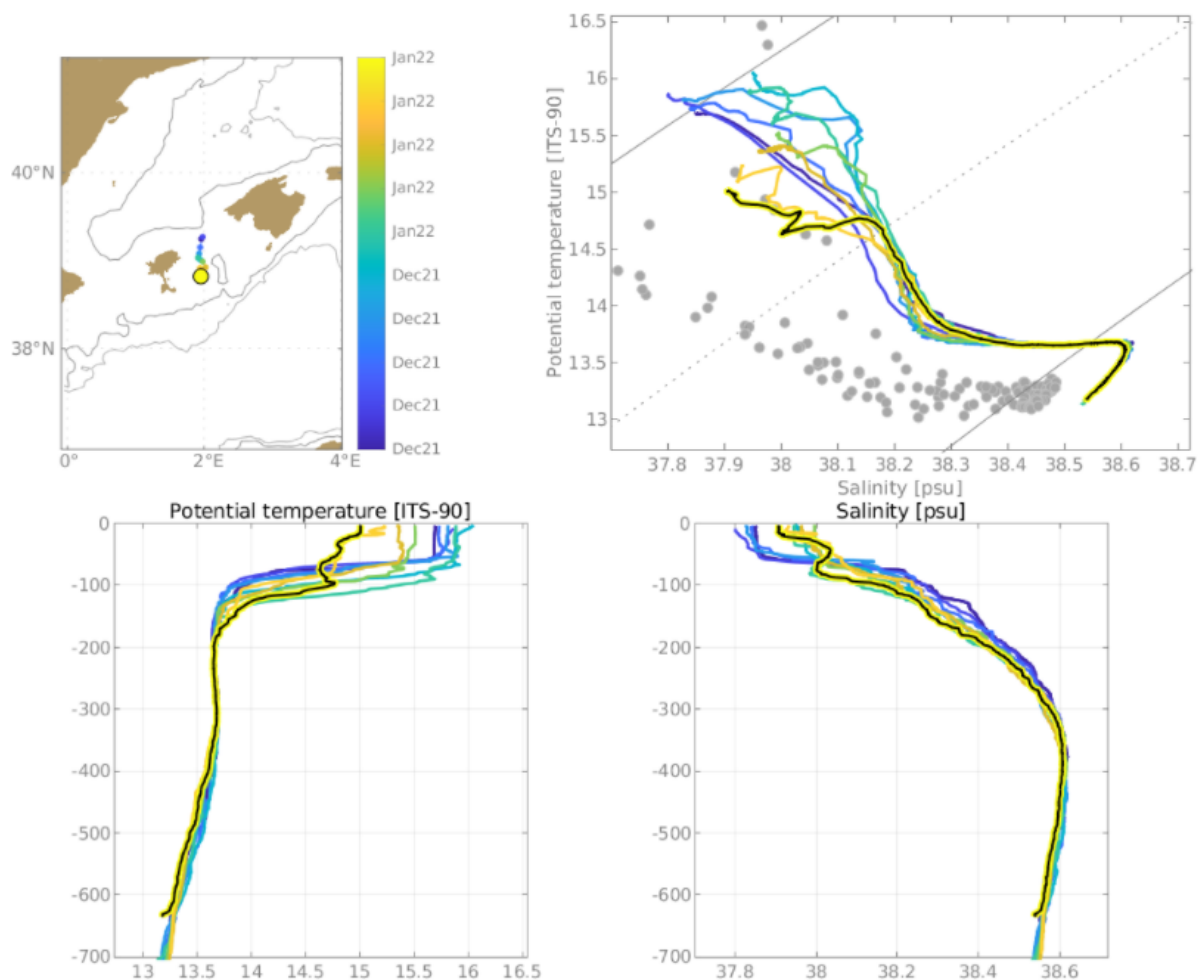 Jan22
Jan22
Jan22
Jan22
Jan22
Dec21
Dec21
Dec21
Dec21
Dec21
40°N
38°N
0° 2°E 4°E
16.5
16
15.5
15
14.5
14
13.5
13
Potential temperature [ITS-90]
37.8 37.9 38 38.1 38.2 38.3 38.4 38.5 38.6 38.7
Salinity [psu]
Potential temperature [ITS-90]
0
-100
-200
-300
-400
-500
-600
-700
13 13.5 14 14.5 15 15.5 16 16.5
Salinity [psu]
0
-100
-200
-300
-400
-500
-600
-700
37.8 38 38.2 38.4 38.6